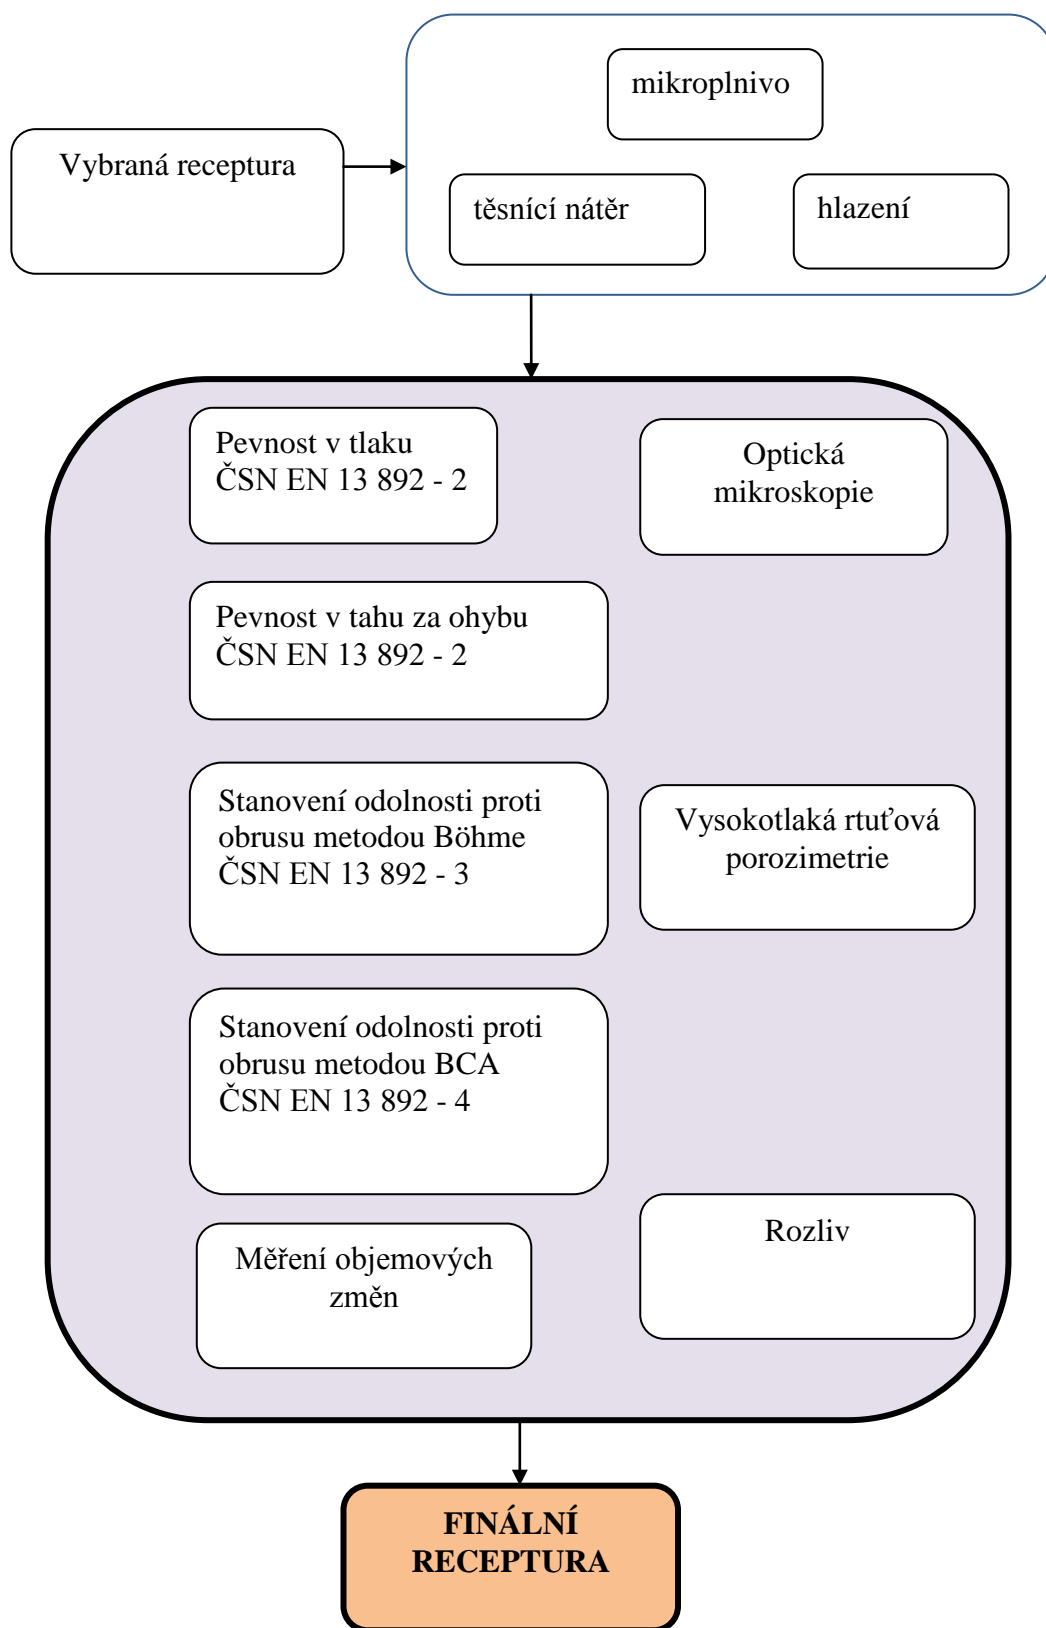 mikroplnivo
Vybraná receptura
těsnící nátěr
hlazení
Pevnost v tlaku
ČSN EN 13 892 - 2
Optická
mikroskopie
Pevnost v tahu za ohybu
ČSN EN 13 892 - 2
Stanovení odolnosti proti
obrusu metodou Böhme
ČSN EN 13 892 - 3
Vysokotlaká rtuťová
porozimetrie
Stanovení odolnosti proti
obrusu metodou BCA
ČSN EN 13 892 - 4
Rozliv
Měření objemových
změn
FINÁLNÍ
RECEPTURA